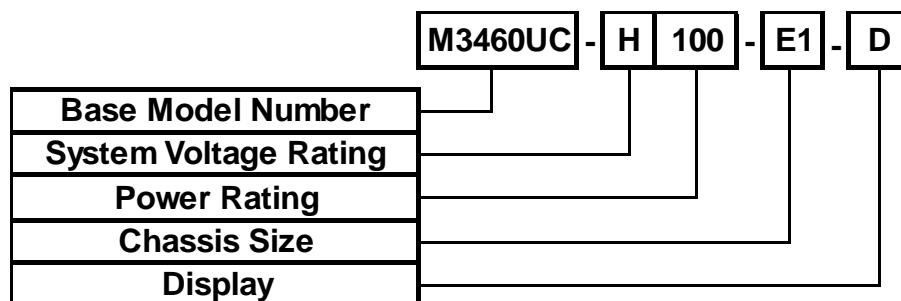 M3460UC - H 100 - E1 - D
Base Model Number
System Voltage Rating
Power Rating
Chassis Size
Display